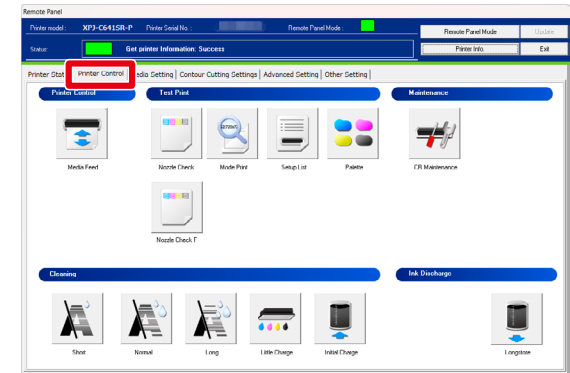 Remote Panel
Printer model : XPJ-C641SR-P Printer Serial No. : Remote Panel Mode :
Remote Panel Mode Update
Status: Get printer Information: Success
Printer Info. Exit
Printer Stat Printer Control dia Setting Contour Cutting Settings Advanced Setting Other Setting
Printer Control Test Print Maintenance
Media Feed Nozzle Check Mode Print Setup List Palette CR Maintenance
Nozzle Check F
Cleaning Ink Discharge
Short Normal Long Little Charge Initial Charge Longstore